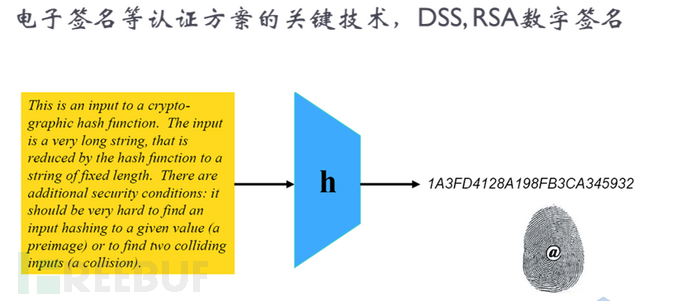 电子签名等认证方案的关键技术，DSS, RSA数字签名
This is an input to a crypto-
graphic hash function. The input
is a very long string, that is
reduced by the hash function to a
string of fixed length. There are
additional security conditions: it
should be very hard to find an
input hashing to a given value (a
preimage) or to find two colliding
inputs (a collision).
h
1A3FD4128A198FB3CA345932
@
REEBUF